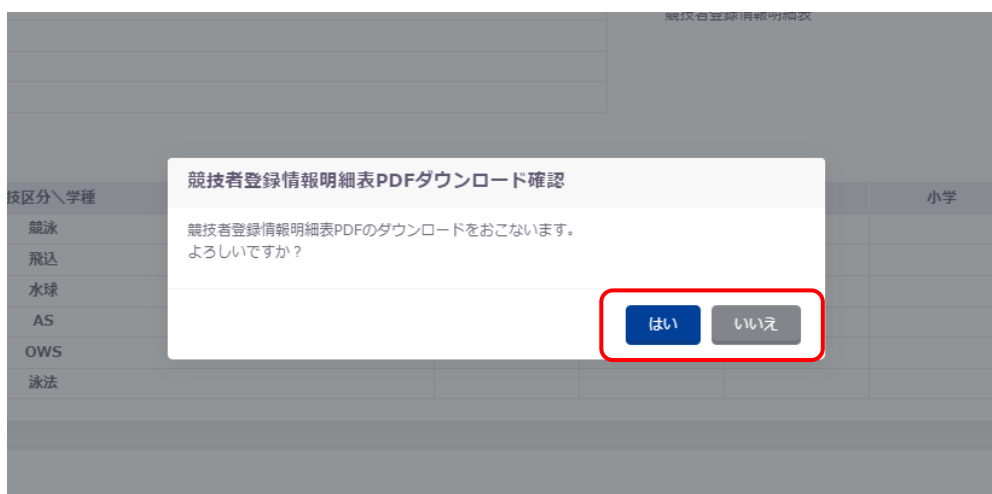 競技者登録情報明細表
競技者登録情報明細表PDFダウンロード確認
競技者登録情報明細表PDFのダウンロードをおこないます。
よろしいですか？
はい
いいえ
技区分＼学種
小学
競泳
飛込
水球
AS
OWS
泳法